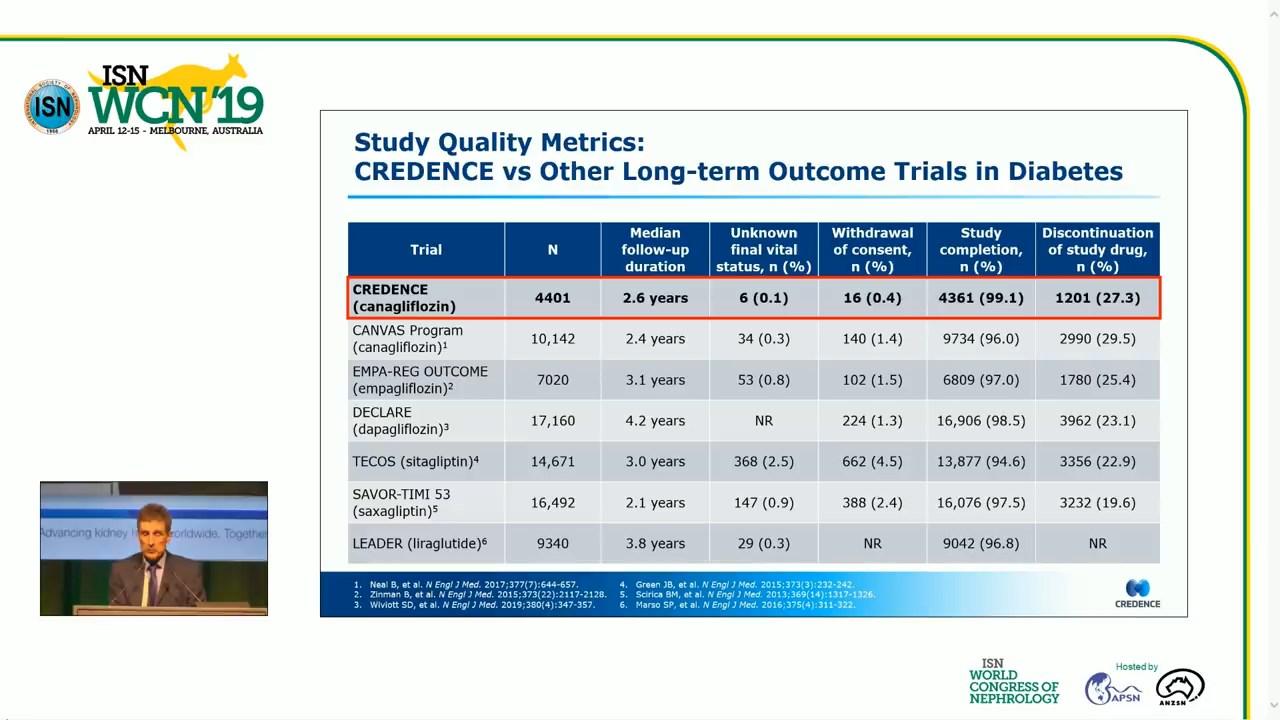 ISN
WCN'19
APRIL 12-15 - MELBOURNE, AUSTRALIA
ISN
Study Quality Metrics:
CREDENCE vs Other Long-term Outcome Trials in Diabetes
Trial N Median follow-up duration Unknown final vital status, n (%) Withdrawal of consent, n (%) Study completion, n (%) Discontinuation of study drug, n (%)
CREDENCE (canagliflozin) 4401 2.6 years 6 (0.1) 16 (0.4) 4361 (99.1) 1201 (27.3)
CANVAS Program (canagliflozin)¹ 10,142 2.4 years 34 (0.3) 140 (1.4) 9734 (96.0) 2990 (29.5)
EMPA-REG OUTCOME (empagliflozin)² 7020 3.1 years 53 (0.8) 102 (1.5) 6809 (97.0) 1780 (25.4)
DECLARE (dapagliflozin)³ 17,160 4.2 years NR 224 (1.3) 16,906 (98.5) 3962 (23.1)
TECOS (sitagliptin)⁴ 14,671 3.0 years 368 (2.5) 662 (4.5) 13,877 (94.6) 3356 (22.9)
SAVOR-TIMI 53 (saxagliptic)⁵ 16,492 2.1 years 147 (0.9) 388 (2.4) 16,076 (97.5) 3232 (19.6)
LEADER (liraglutide)⁶ 9340 3.8 years 29 (0.3) NR 9042 (96.8) NR
1. Neal B, et al. N Engl J Med. 2017;377(7):644-657.
2. Zinman B, et al. N Engl J Med. 2015;373(22):2117-2128.
3. Wiviott SD, et al. N Engl J Med. 2019;380(4):347-357.
4. Green JB, et al. N Engl J Med. 2015;373(3):232-242.
5. Scirica BM, et al. N Engl J Med. 2013;369(14):1317-1326.
6. Marso SP, et al. N Engl J Med. 2016;375(4):311-322.
CREDENCE
Advancing kidney worldwide. Together
ISN
WORLD
CONGRESS OF
NEPHROLOGY
Hosted by
APSN
ANZSN